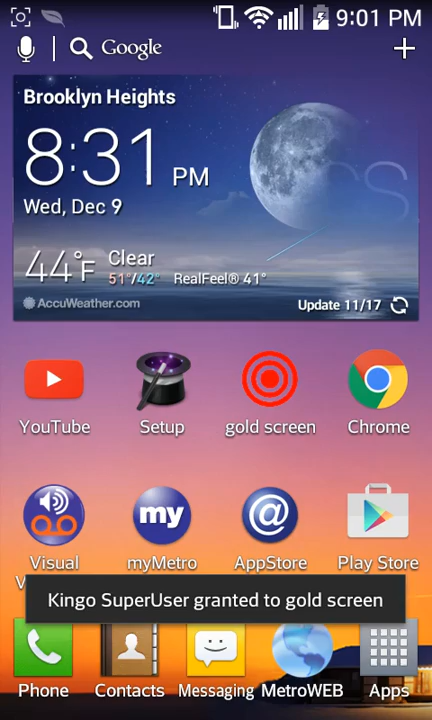 9:01 PM
Google
Brooklyn Heights
8:31 PM
Wed, Dec 9
44°F Clear
51°/42° RealFeel® 41°
AccuWeather.com Update 11/17
YouTube Setup gold screen Chrome
my
@
Visual myMetro AppStore Play Store
Kingo SuperUser granted to gold screen
Phone Contacts Messaging MetroWEB Apps